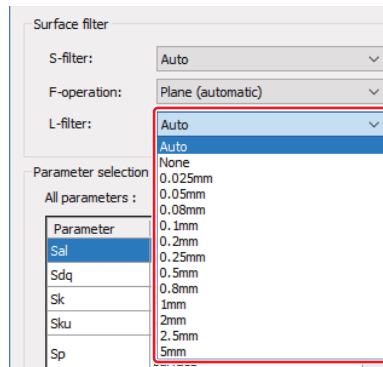 Surface filter
S-filter: Auto
F-operation: Plane (automatic)
L-filter: Auto
Auto
None
0.025mm
0.05mm
0.08mm
0.1mm
0.2mm
0.25mm
0.5mm
0.8mm
1mm
2mm
2.5mm
5mm
Parameter selection
All parameters :
Parameter
Sal
Sdq
Sk
Sku
Sp